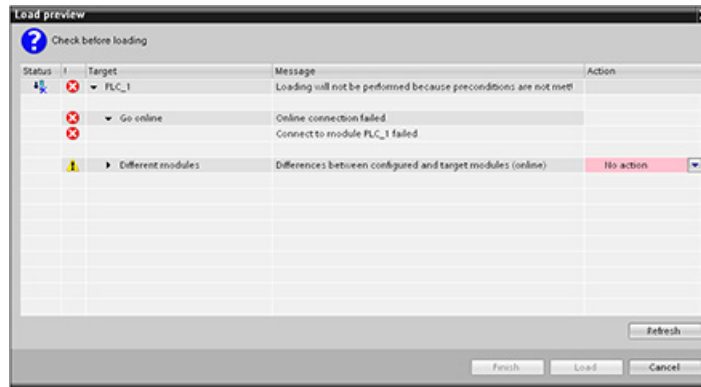 Load preview
Check before loading
Status ! Target Message Action
PLC_1 Loading will not be performed because preconditions are not met!
Go online Online connection failed
Connect to module PLC_1 failed
Different modules Differences between configured and target modules (online) No action
Refresh
Finish Load Cancel